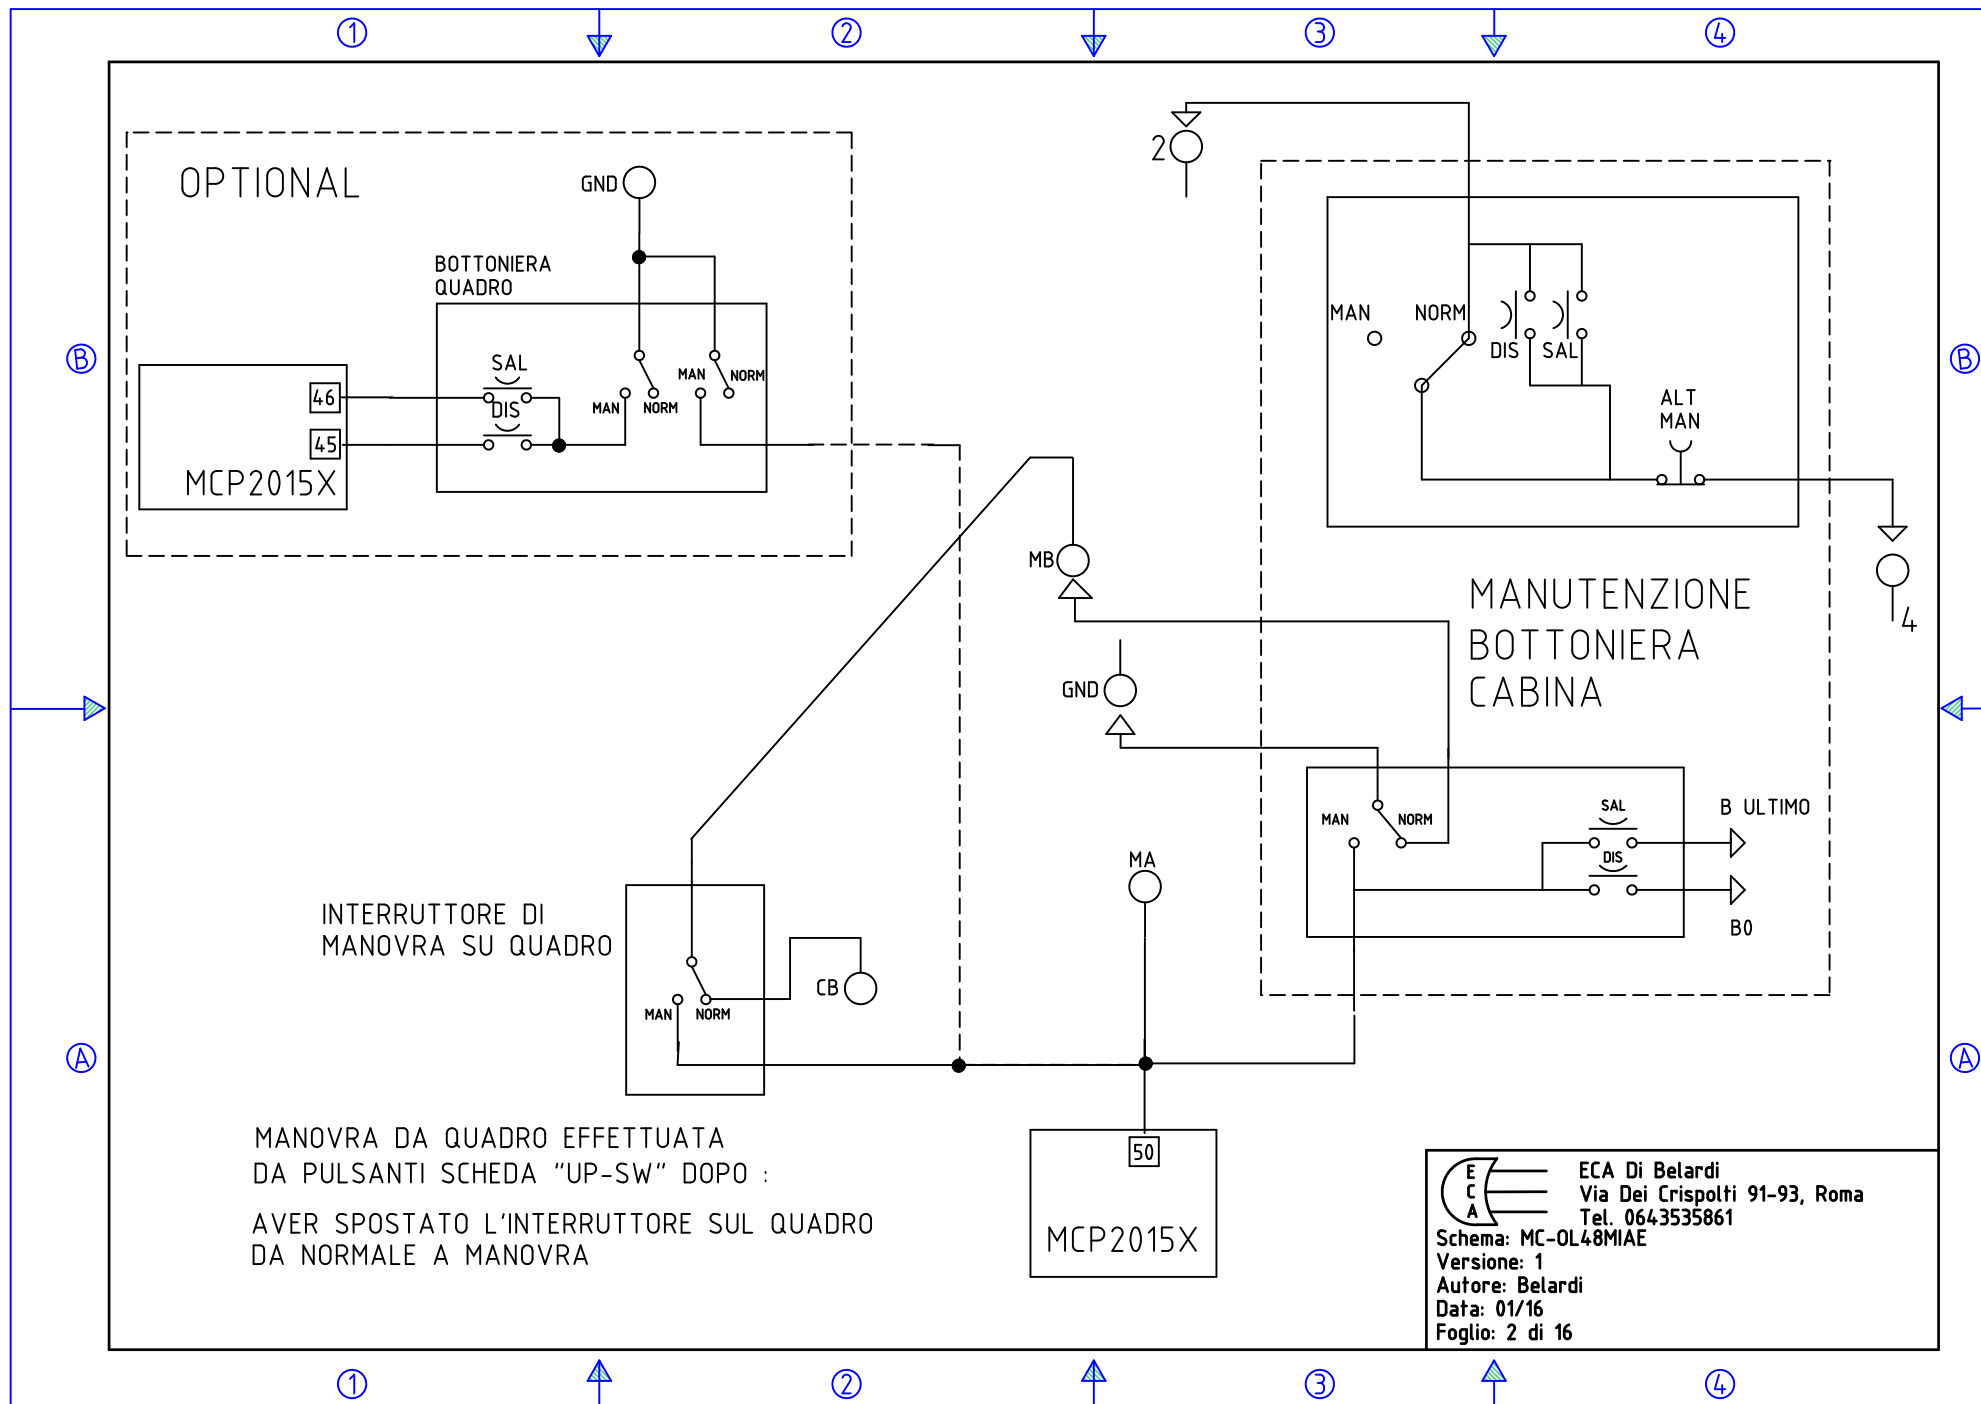 1
2
3
4
OPTIONAL
GND
BOTTONIERA
QUADRO
SAL
DIS
MAN
NORM
MAN
NORM
46
45
MCP2015X
B
B
2
MAN
NORM
DIS
SAL
ALT
MAN
4
MANUTENZIONE
BOTTONIERA
CABINA
MB
GND
MAN
NORM
SAL
DIS
B ULTIMO
B0
MA
INTERRUTTORE DI
MANOVRA SU QUADRO
MAN
NORM
CB
A
A
50
MCP2015X
MANOVRA DA QUADRO EFFETTUATA
DA PULSANTI SCHEDA "UP-SW" DOPO :
AVER SPOSTATO L'INTERRUTTORE SUL QUADRO
DA NORMALE A MANOVRA
E
C
A
ECA Di Belardi
Via Dei Crispolti 91-93, Roma
Tel. 0643535861
Schema: MC-OL48MIAE
Versione: 1
Autore: Belardi
Data: 01/16
Foglio: 2 di 16
1
2
3
4